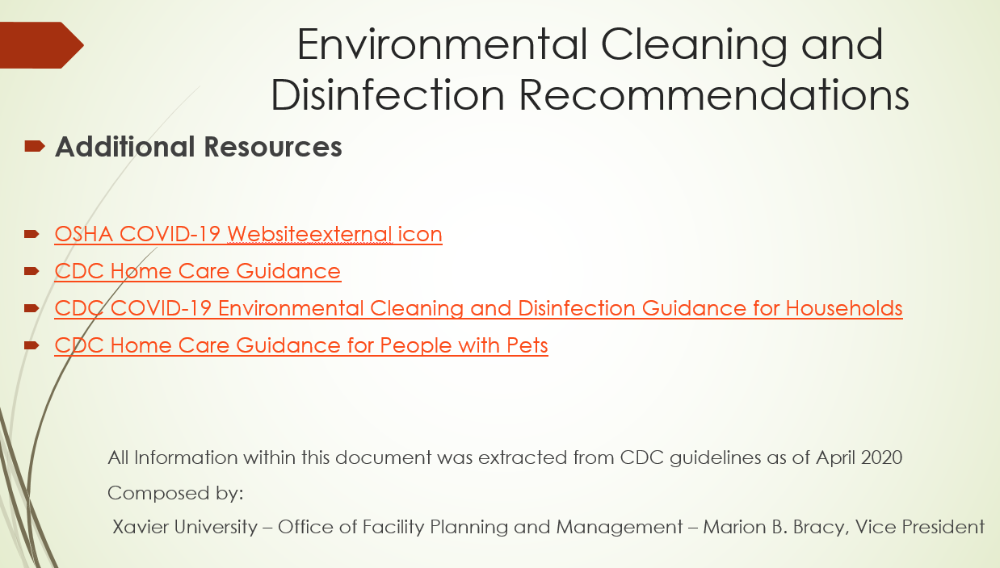 Environmental Cleaning and
Disinfection Recommendations
Additional Resources
OSHA COVID-19 Websiteexternal icon
CDC Home Care Guidance
CDC COVID-19 Environmental Cleaning and Disinfection Guidance for Households
CDC Home Care Guidance for People with Pets
All Information within this document was extracted from CDC guidelines as of April 2020
Composed by:
Xavier University – Office of Facility Planning and Management – Marion B. Bracy, Vice President